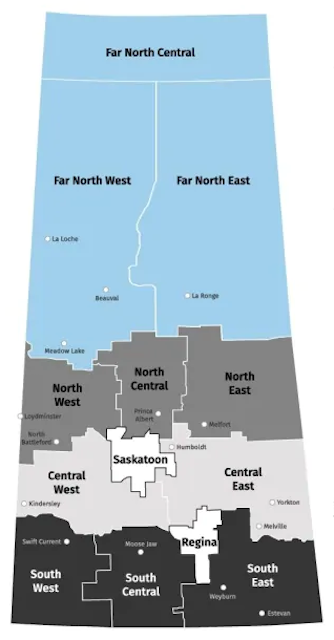 Far North Central
Far North West
Far North East
La Loche
Beauval
La Ronge
Meadow Lake
North
West
North
Central
North
East
Prince
Albert
Lloydminster
Melfort
North
Battleford
Humboldt
Saskatoon
Central
West
Central
East
Kindersley
Yorkton
Melville
Swift Current
Moose Jaw
Regina
South
West
South
Central
South
East
Weyburn
Estevan